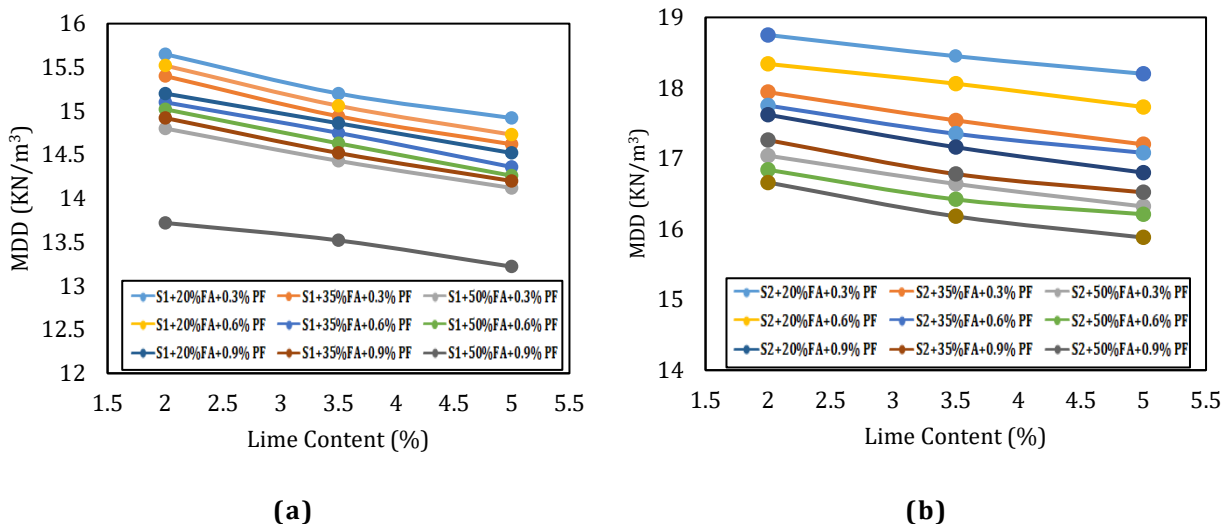 16
15.5
15
14.5
14
13.5
13
12.5
12
MDD (KN/m³)
S1+20%FA+0.3% PF S1+35%FA+0.3% PF S1+50%FA+0.3% PF
S1+20%FA+0.6% PF S1+35%FA+0.6% PF S1+50%FA+0.6% PF
S1+20%FA+0.9% PF S1+35%FA+0.9% PF S1+50%FA+0.9% PF
1.5 2 2.5 3 3.5 4 4.5 5 5.5
Lime Content (%)
(a)
19
18
17
16
15
14
MDD (KN/m³)
S2+20%FA+0.3% PF S2+35%FA+0.3% PF S2+50%FA+0.3% PF
S2+20%FA+0.6% PF S2+35%FA+0.6% PF S2+50%FA+0.6% PF
S2+20%FA+0.9% PF S2+35%FA+0.9% PF S2+50%FA+0.9% PF
1.5 2 2.5 3 3.5 4 4.5 5 5.5
Lime Content (%)
(b)